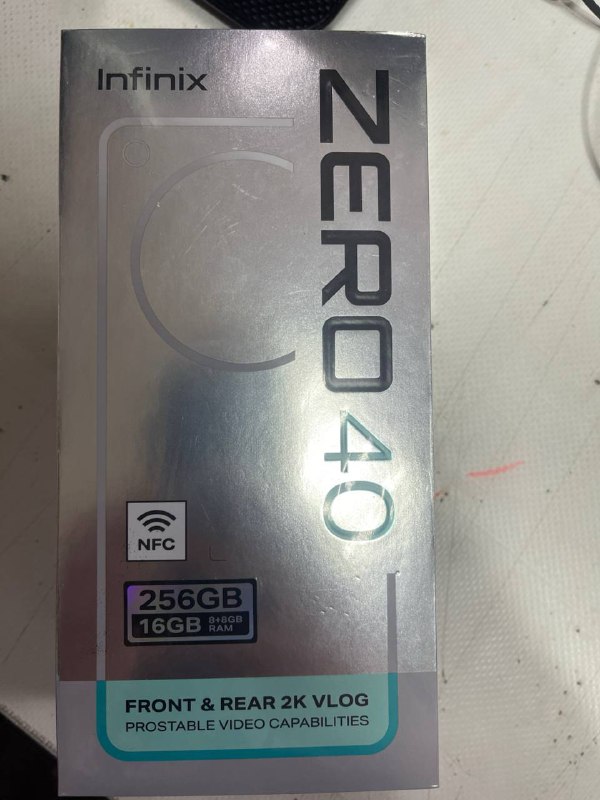 Infinix
ZERO 40
NFC
256GB
16GB 8+8GB RAM
FRONT & REAR 2K VLOG
PROSTABLE VIDEO CAPABILITIES